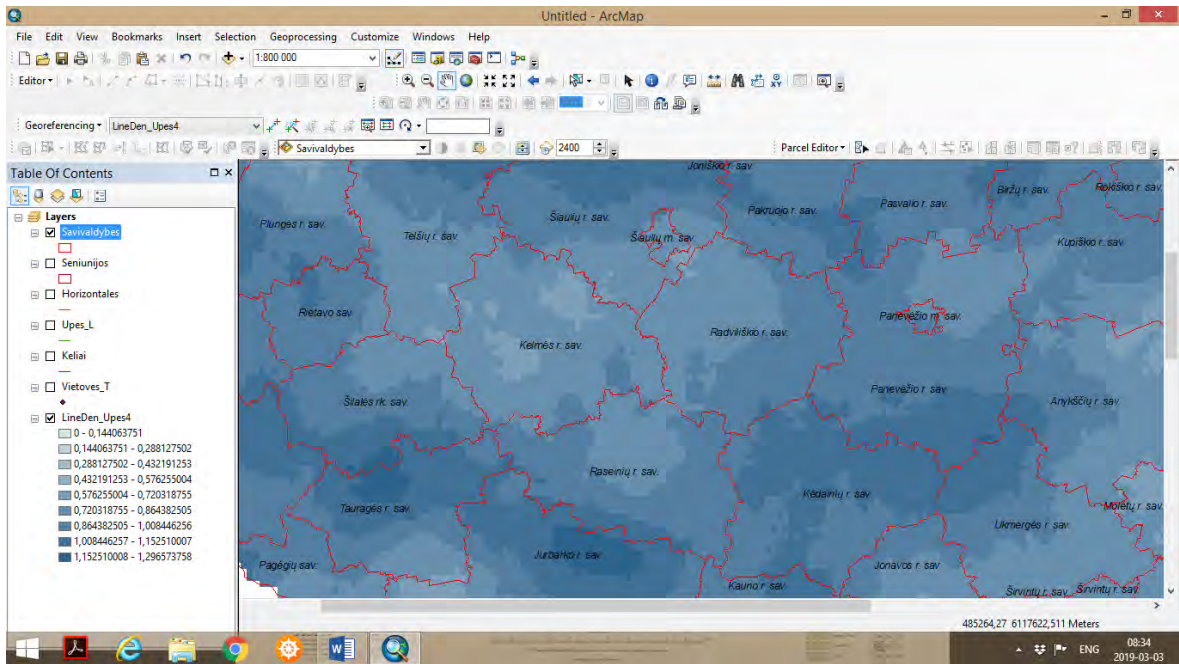 Untitled - ArcMap
File Edit View Bookmarks Insert Selection Geoprocessing Customize Windows Help
1:800 000
Editor
Georeferencing LineDen_Upes4
Savivaldybes 2400 Parcel Editor
Table Of Contents
Layers
Savivaldybes
Seniunijos
Horizontales
Upes_L
Keliai
Vietoves_T
LineDen_Upes4
0 - 0,144063751
0,144063751 - 0,288127502
0,288127502 - 0,432191253
0,432191253 - 0,576255004
0,576255004 - 0,720318755
0,720318755 - 0,864382505
0,864382505 - 1,008446256
1,008446257 - 1,152510007
1,152510008 - 1,296573758
Joniškio r. sav.
Biržų r. sav.
Rokiškio r. sav.
Plungės r. sav.
Telšių r. sav.
Šiaulių r. sav.
Šiaulių m. sav.
Pakruojo r. sav.
Pasvalio r. sav.
Kupiškio r. sav.
Rietavo sav.
Kelmės r. sav.
Radviliškio r. sav.
Panevėžio m. sav.
Šilalės rk. sav.
Panevėžio r. sav.
Anykščių r. sav.
Raseinių r. sav.
Tauragės r. sav.
Kėdainių r. sav.
Molėtų r. sav.
Ukmergės r. sav.
Pagėgių sav.
Jurbarko r. sav.
Jonavos r. sav.
Kauno r. sav.
Širvintų r. sav.
Širvintų r. sav.
485264,27 6117622,511 Meters
ENG
08:34
2019-03-03